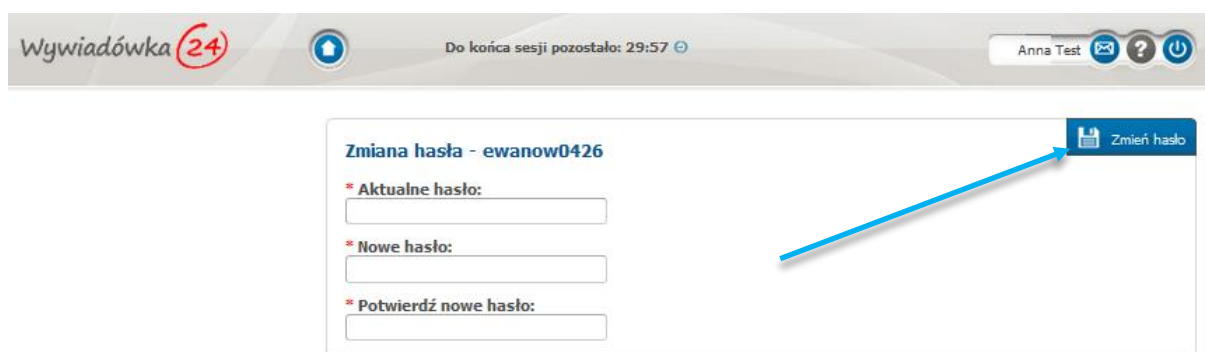 Wywiadówka 24
Do końca sesji pozostało: 29:57
Anna Test
Zmień hasło
Zmiana hasła - ewanow0426
* Aktualne hasło:
* Nowe hasło:
* Potwierdź nowe hasło: